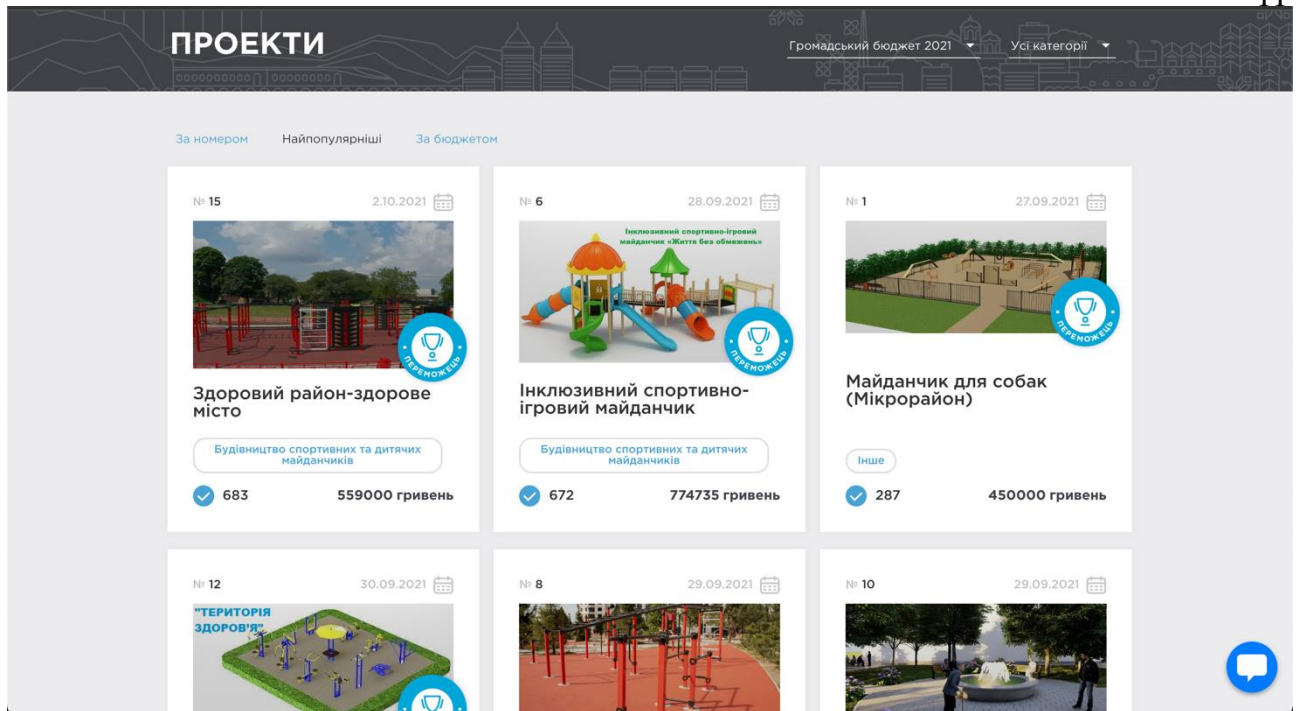 ПРОЕКТИ
Громадський бюджет 2021
Усі категорії
За номером
Найпопулярніші
За бюджетом
№ 15
2.10.2021
ПЕРЕМОЖЕЦЬ
Здоровий район-здорове
місто
Будівництво спортивних та дитячих
майданчиків
683
559000 гривень
№ 6
28.09.2021
Інклюзивний спортивно-ігровий
майданчик «Життя без обмежень»
ПЕРЕМОЖЕЦЬ
Інклюзивний спортивно-
ігровий майданчик
Будівництво спортивних та дитячих
майданчиків
672
774735 гривень
№ 1
27.09.2021
ПЕРЕМОЖЕЦЬ
Майданчик для собак
(Мікрорайон)
Інше
287
450000 гривень
№ 12
30.09.2021
"ТЕРИТОРІЯ
ЗДОРОВ'Я"
№ 8
29.09.2021
№ 10
29.09.2021